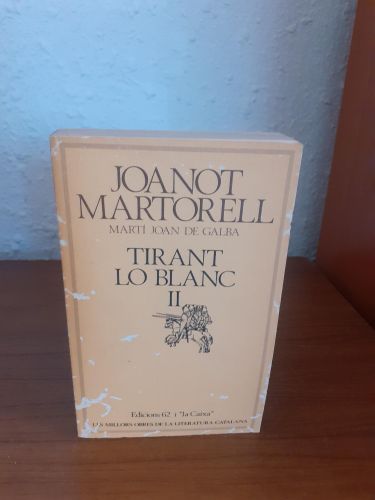 JOANOT
MARTORELL
MARTÍ JOAN DE GALBA
TIRANT
LO BLANC
II
Edicions 62 i "la Caixa"
LES MILLORS OBRES DE LA LITERATURA CATALANA